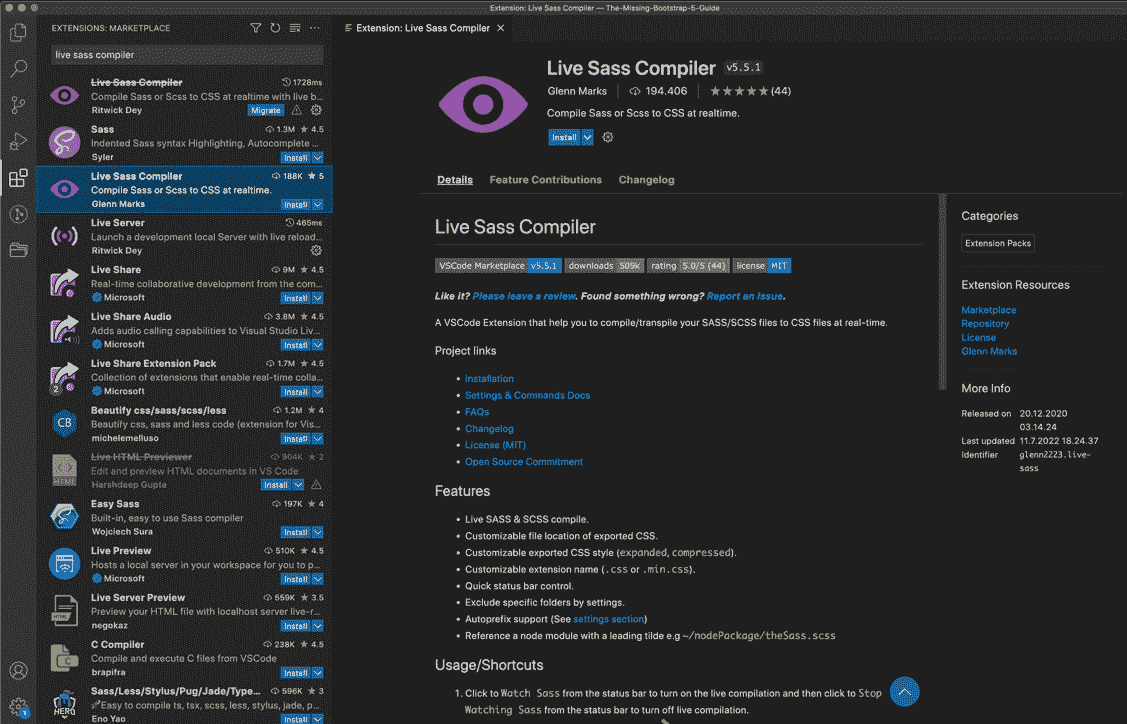 Extension: Live Sass Compiler — The-Missing-Bootstrap-5-Guide
EXTENSIONS: MARKETPLACE
live sass compiler
Live Sass Compiler 1728ms
Compile Sass or Scss to CSS at realtime with live b...
Ritwick Dey Migrate
Sass 1.3M ★ 4.5
Indented Sass syntax Highlighting, Autocomplete ...
Syler Install
Live Sass Compiler 188K ★ 5
Compile Sass or Scss to CSS at realtime.
Glenn Marks Install
Live Server 465ms
Launch a development local Server with live reload...
Ritwick Dey
Live Share 9M ★ 4.5
Real-time collaborative development from the com...
Microsoft Install
Live Share Audio 3.8M ★ 4.5
Adds audio calling capabilities to Visual Studio Liv...
Microsoft Install
Live Share Extension Pack 1.7M ★ 4.5
Collection of extensions that enable real-time colla...
2 Microsoft Install
CB Beautify css/sass/scss/less 1.2M ★ 4
Beautify css, sass and less code (extension for Vis...
michelemelluso Install
Live HTML Previewer 904K ★ 2
Edit and preview HTML documents in VS Code
HTML Harshdeep Gupta Install
Easy Sass 197K ★ 4
Built-in, easy to use Sass compiler
Wojciech Sura Install
Live Preview 510K ★ 4.5
Hosts a local server in your workspace for you to p...
Microsoft Install
Live Server Preview 559K ★ 3.5
Preview your HTML file with localhost server live-r...
HTML negokaz Install
C Compiler 238K ★ 4.5
Compile and execute C files from VSCode
C brapifra Install
Sass/Less/Stylus/Pug/Jade/Type... 596K ★ 3
Easy to compile ts, tsx, scss, less, stylus, jade, p...
HERO Eno Yao Install
1
Extension: Live Sass Compiler ×
Live Sass Compiler v5.5.1
Glenn Marks 194.406 ★★★★★ (44)
Compile Sass or Scss to CSS at realtime.
Install
Details Feature Contributions Changelog
Live Sass Compiler
VSCode Marketplace v5.5.1 downloads 509k rating 5.0/5 (44) license MIT
Like it? Please leave a review. Found something wrong? Report an Issue.
A VSCode Extension that help you to compile/transpile your SASS/SCSS files to CSS files at real-time.
Project links
• Installation
• Settings & Commands Docs
• FAQs
• Changelog
• License (MIT)
• Open Source Commitment
Features
• Live SASS & SCSS compile.
• Customizable file location of exported CSS.
• Customizable exported CSS style (expanded, compressed).
• Customizable extension name (.css or .min.css).
• Quick status bar control.
• Exclude specific folders by settings.
• Autoprefix support (See settings section)
• Reference a node module with a leading tilde e.g ~/nodePackage/theSass.scss
Usage/Shortcuts
1. Click to Watch Sass from the status bar to turn on the live compilation and then click to Stop
Watching Sass from the status bar to turn off live compilation.
Categories
Extension Packs
Extension Resources
Marketplace
Repository
License
Glenn Marks
More Info
Released on 20.12.2020
03.14.24
Last updated 11.7.2022 18.24.37
Identifier glenn2223.live-
sass